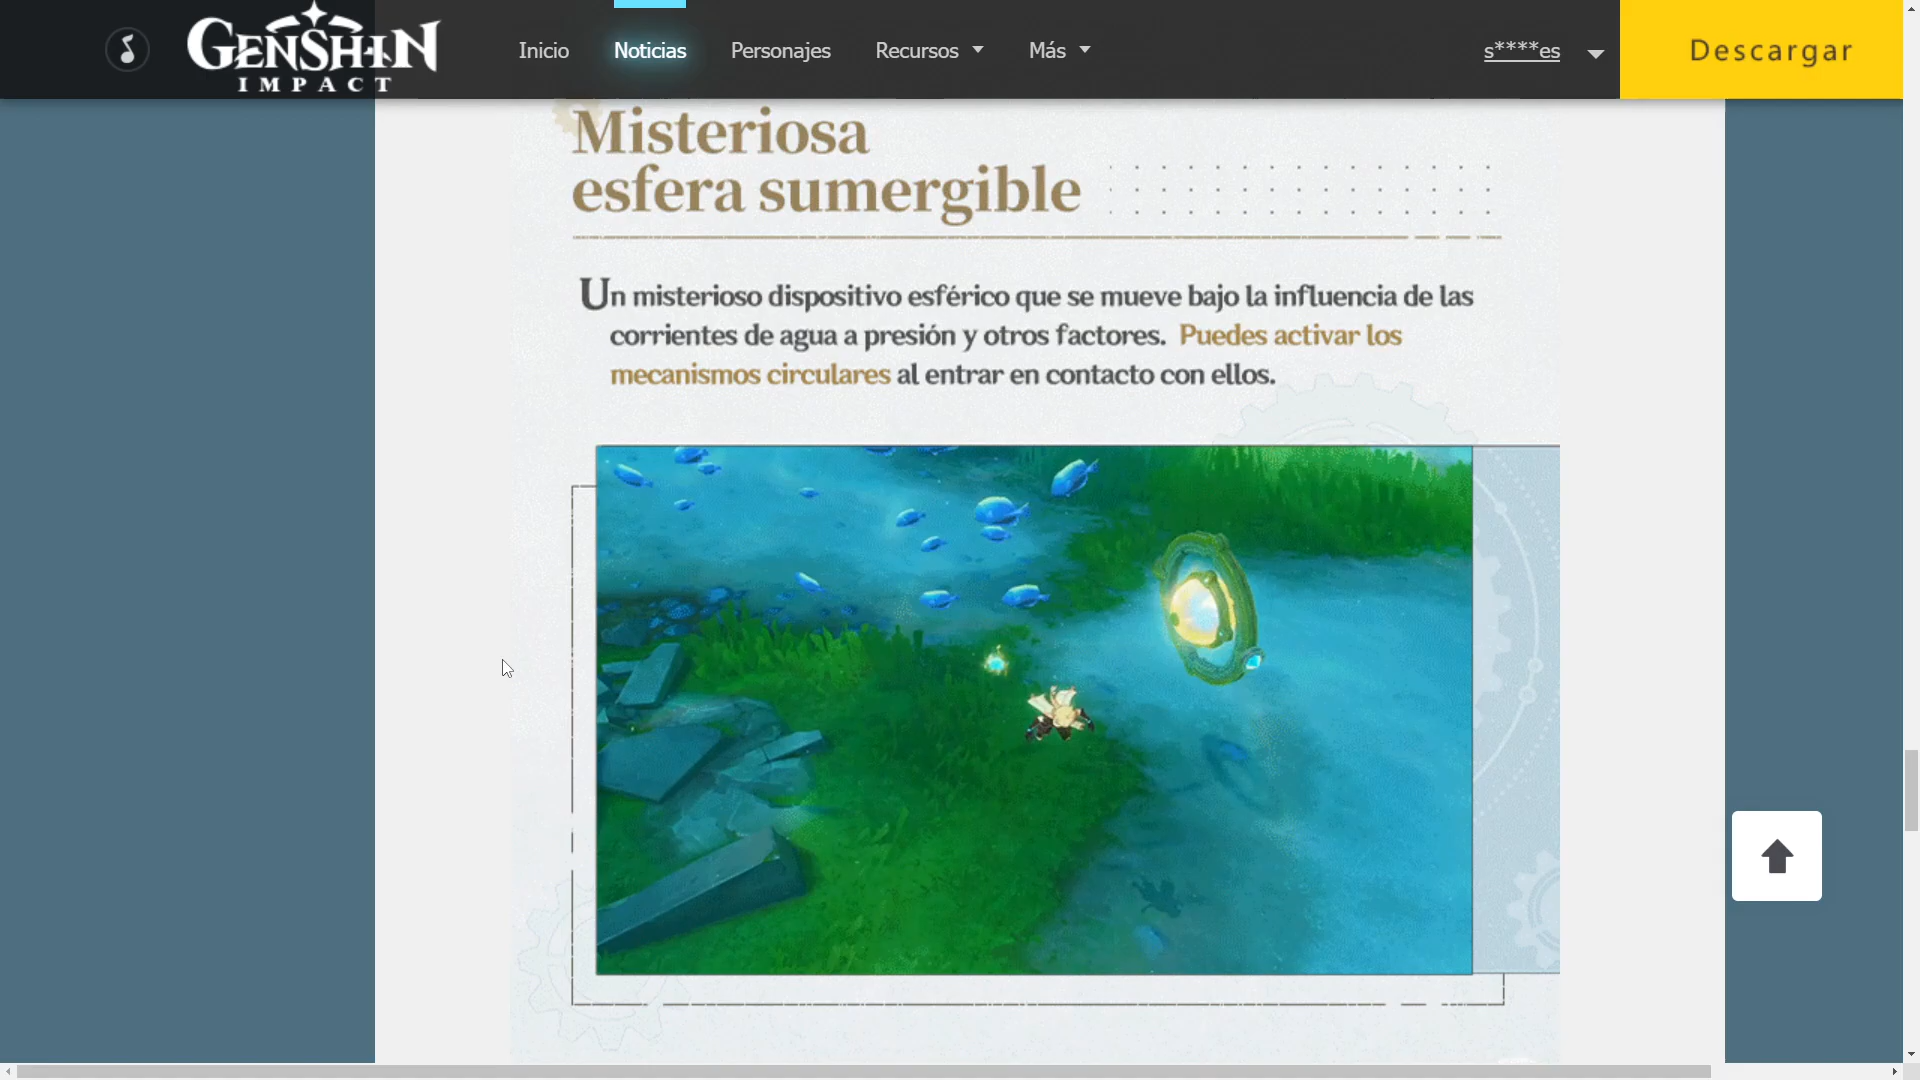 GENSHIN
IMPACT
Inicio
Noticias
Personajes
Recursos
Más
s****es
Descargar
Misteriosa
esfera sumergible
Un misterioso dispositivo esférico que se mueve bajo la influencia de las
corrientes de agua a presión y otros factores. Puedes activar los
mecanismos circulares al entrar en contacto con ellos.